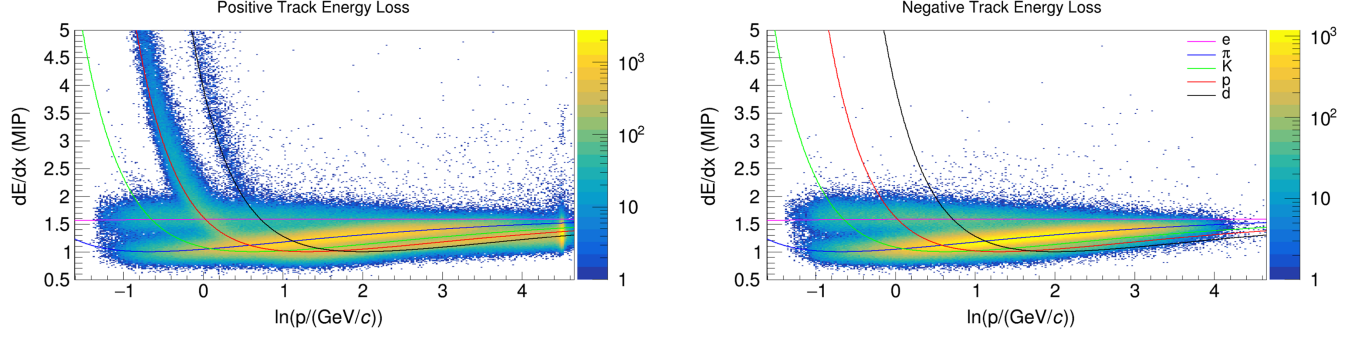 Positive Track Energy Loss
5
4.5
4
3.5
3
2.5
2
1.5
1
0.5
dE/dx (MIP)
−1 0 1 2 3 4
ln(p/(GeV/c))
10³
10²
10
1
Negative Track Energy Loss
5
4.5
4
3.5
3
2.5
2
1.5
1
0.5
dE/dx (MIP)
−1 0 1 2 3 4
ln(p/(GeV/c))
e
π
K
p
d
10³
10²
10
1